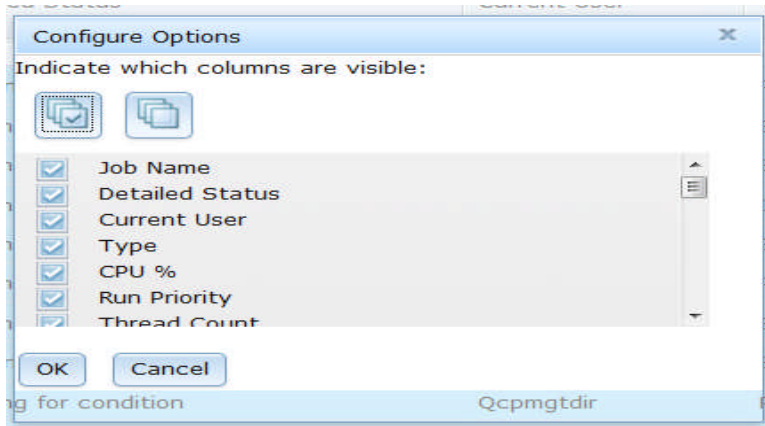 Configure Options
Indicate which columns are visible:
Job Name
Detailed Status
Current User
Type
CPU %
Run Priority
Thread Count
OK Cancel
for condition Qcpmgtdir